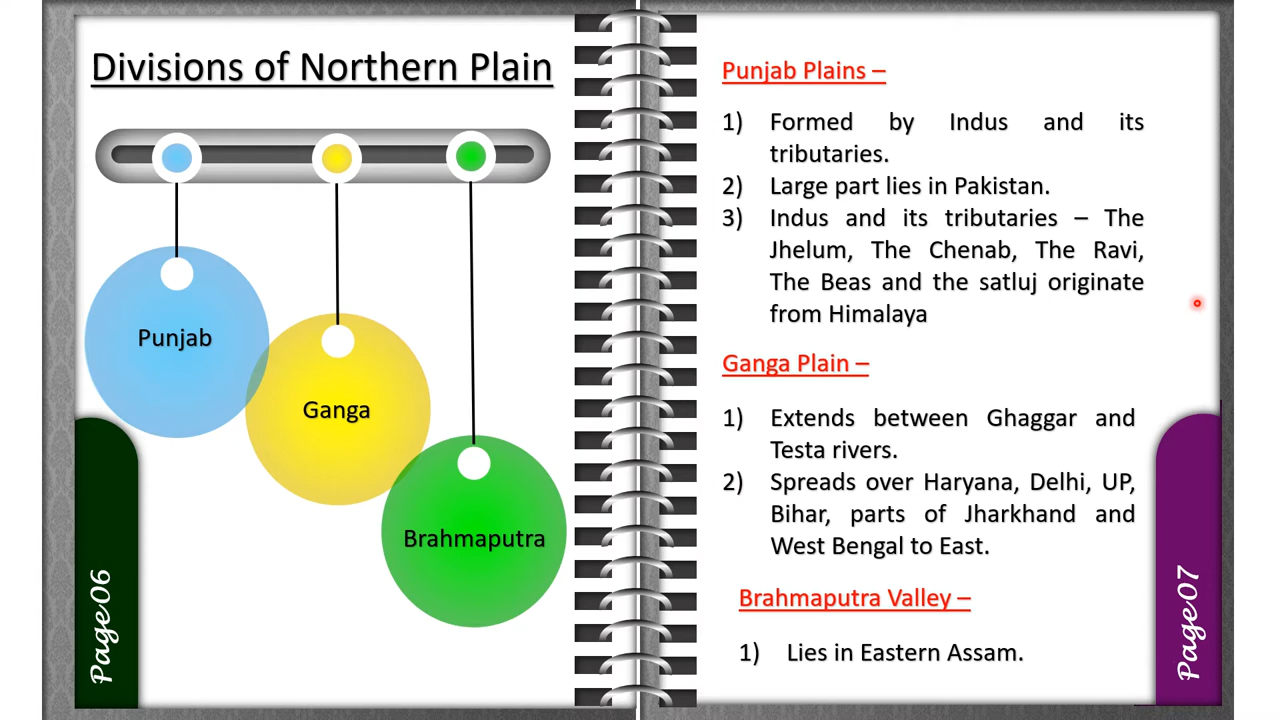 Divisions of Northern Plain
Punjab
Ganga
Brahmaputra
Page06
Punjab Plains –
1) Formed by Indus and its
tributaries.
2) Large part lies in Pakistan.
3) Indus and its tributaries – The
Jhelum, The Chenab, The Ravi,
The Beas and the satluj originate
from Himalaya
Ganga Plain –
1) Extends between Ghaggar and
Testa rivers.
2) Spreads over Haryana, Delhi, UP,
Bihar, parts of Jharkhand and
West Bengal to East.
Brahmaputra Valley –
1) Lies in Eastern Assam.
Page07